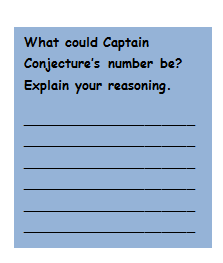 What could Captain
Conjecture's number be?
Explain your reasoning.